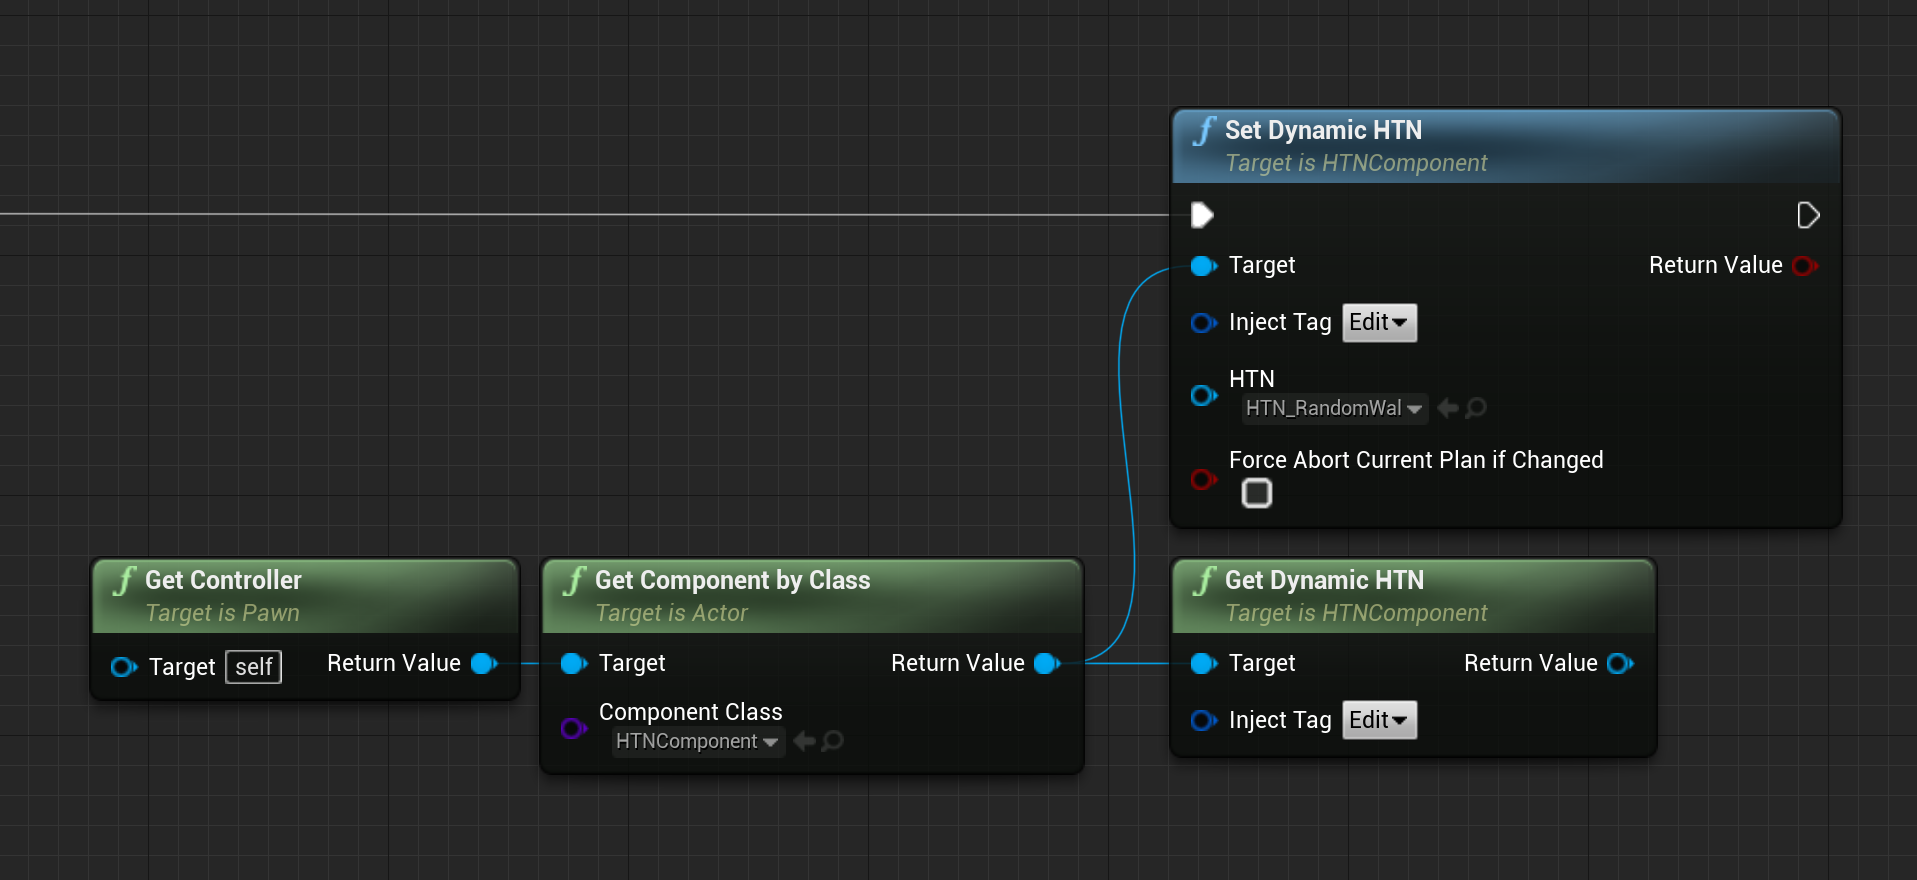 Set Dynamic HTN
Target is HTNComponent
Target
Return Value
Inject Tag Edit
HTN
HTN_RandomWal
Force Abort Current Plan if Changed
Get Controller
Target is Pawn
Target self
Return Value
Get Component by Class
Target is Actor
Target
Return Value
Component Class
HTNComponent
Get Dynamic HTN
Target is HTNComponent
Target
Return Value
Inject Tag Edit